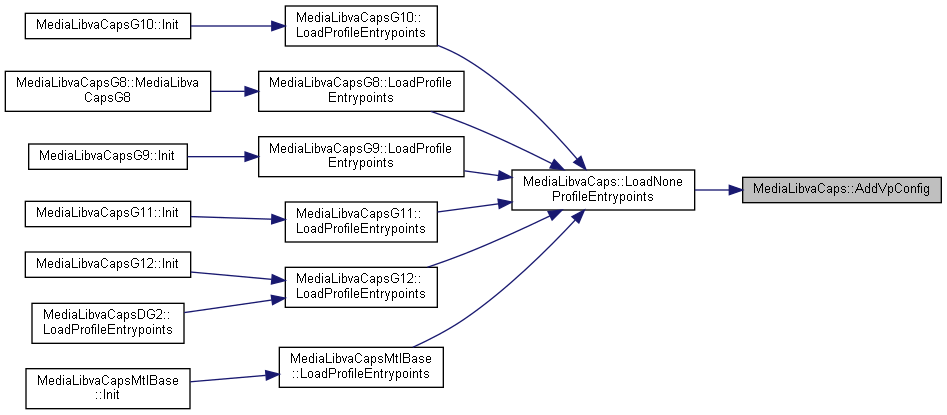 MediaLibvaCapsG10::Init
MediaLibvaCapsG10::
LoadProfileEntrypoints
MediaLibvaCapsG8::MediaLibva
CapsG8
MediaLibvaCapsG8::LoadProfile
Entrypoints
MediaLibvaCapsG9::Init
MediaLibvaCapsG9::LoadProfile
Entrypoints
MediaLibvaCaps::LoadNone
ProfileEntrypoints
MediaLibvaCaps::AddVpConfig
MediaLibvaCapsG11::Init
MediaLibvaCapsG11::
LoadProfileEntrypoints
MediaLibvaCapsG12::Init
MediaLibvaCapsG12::
LoadProfileEntrypoints
MediaLibvaCapsDG2::
LoadProfileEntrypoints
MediaLibvaCapsMtlBase
::LoadProfileEntrypoints
MediaLibvaCapsMtlBase
::Init